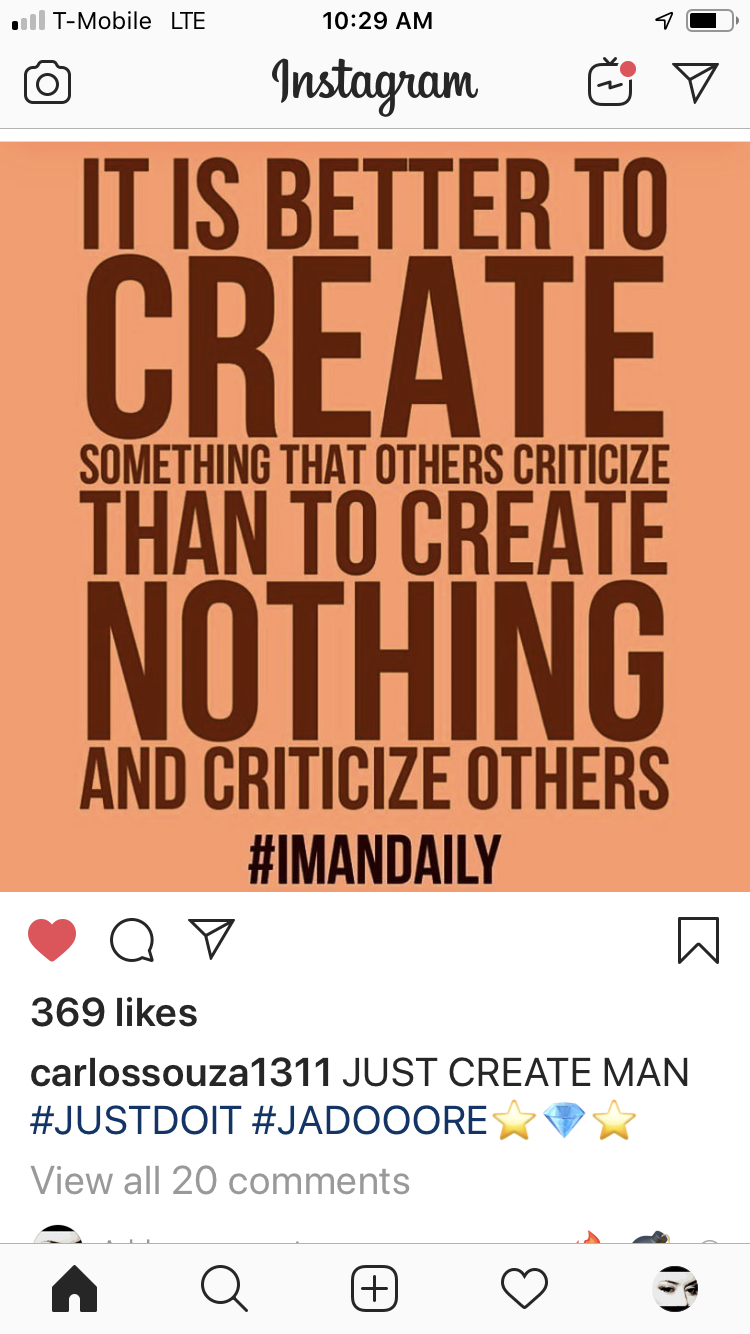 T-Mobile LTE 10:29 AM
Instagram
IT IS BETTER TO
CREATE
SOMETHING THAT OTHERS CRITICIZE
THAN TO CREATE
NOTHING
AND CRITICIZE OTHERS
#IMANDAILY
369 likes
carlossouza1311 JUST CREATE MAN
#JUSTDOIT #JADOOORE⭐💎⭐
View all 20 comments